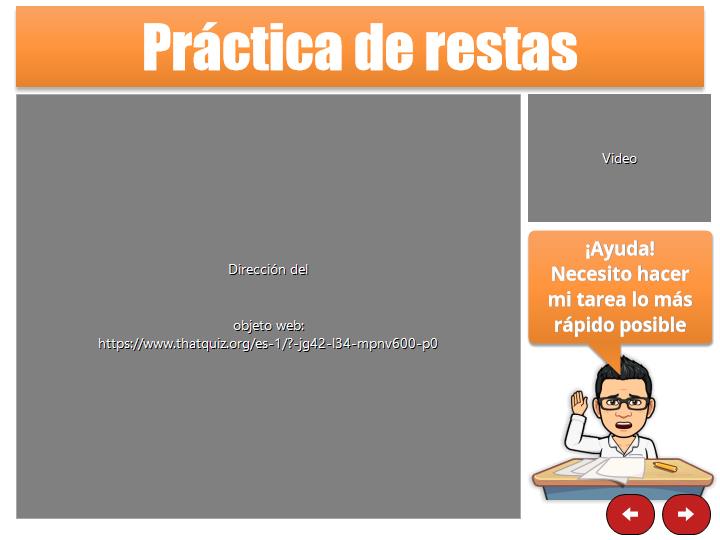 Práctica de restas
Video
Dirección del
objeto web:
https://www.thatquiz.org/es-1/?-jg42-l34-mpnv600-p0
¡Ayuda!
Necesito hacer
mi tarea lo más
rápido posible